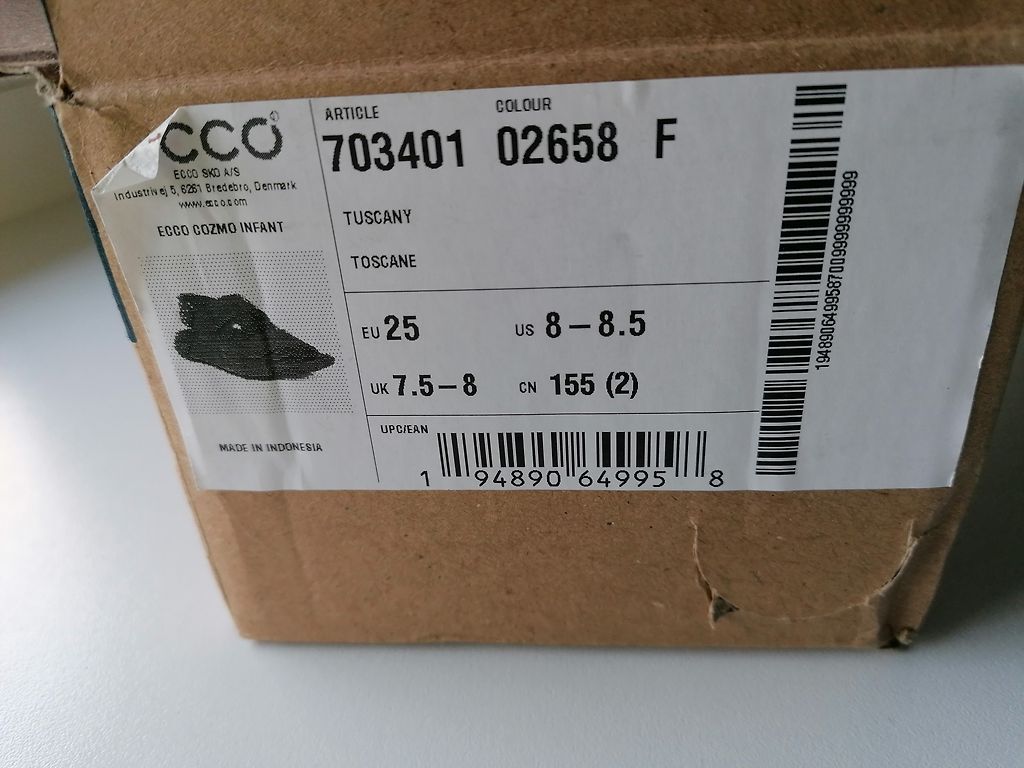 ecco
ECCO SKO A/S
Industrivej 5, 6261 Bredebro, Denmark
www.ecco.com
ECCO COZMO INFANT
MADE IN INDONESIA
ARTICLE
703401
COLOUR
02658 F
TUSCANY
TOSCANE
EU 25
US 8-8.5
UK 7.5-8
CN 155 (2)
UPC/EAN
1 94890 64995 8